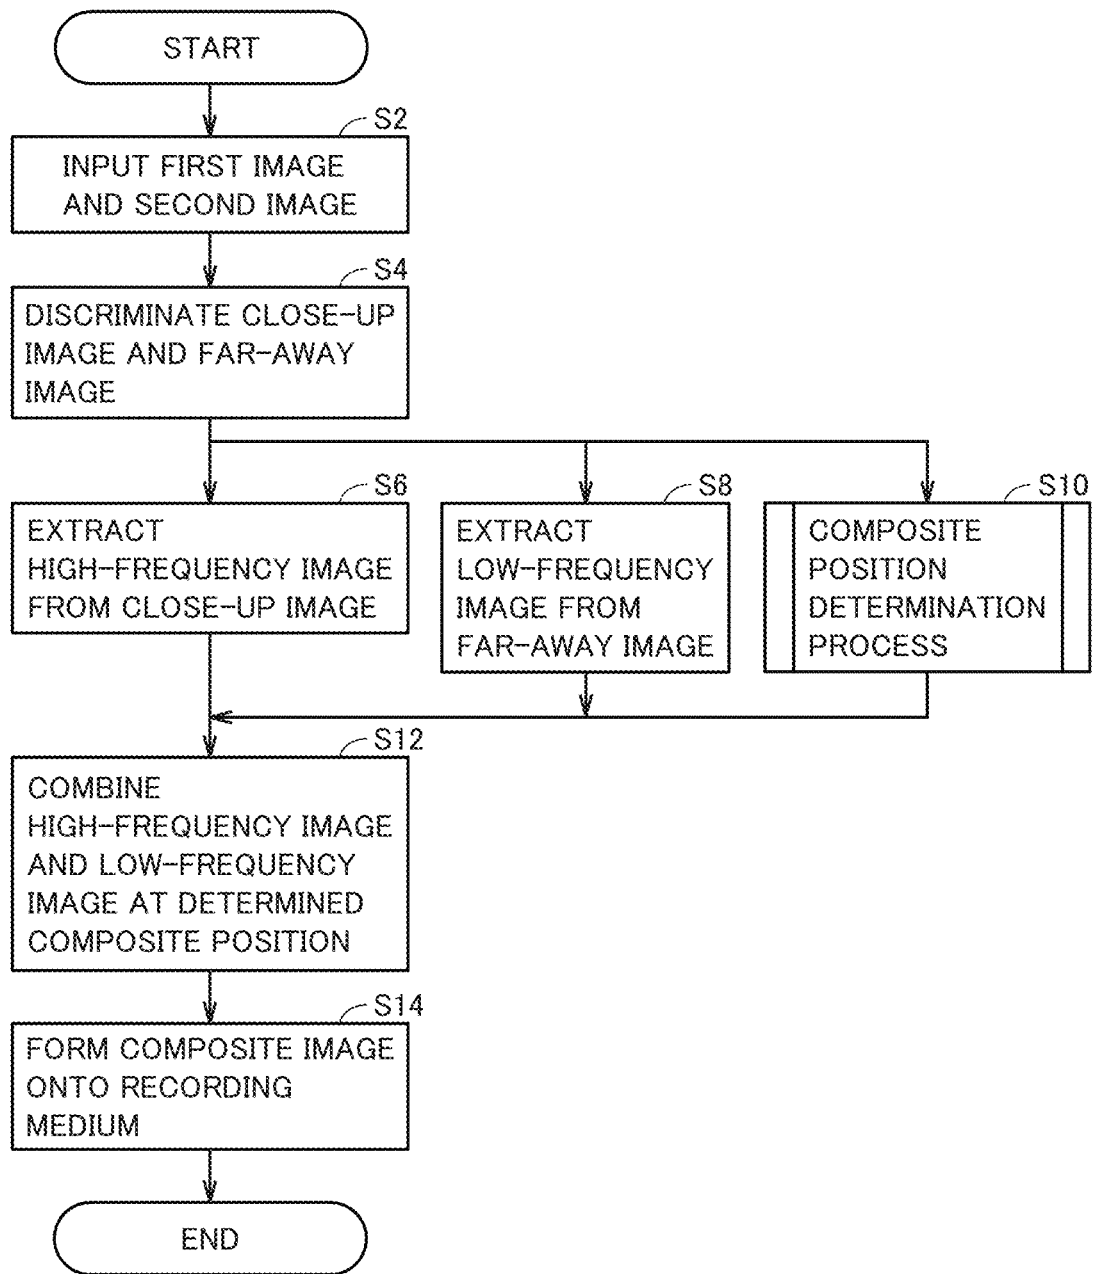 START
S2
INPUT FIRST IMAGE
AND SECOND IMAGE
S4
DISCRIMINATE CLOSE-UP
IMAGE AND FAR-AWAY
IMAGE
S6
EXTRACT
HIGH-FREQUENCY IMAGE
FROM CLOSE-UP IMAGE
S8
EXTRACT
LOW-FREQUENCY
IMAGE FROM
FAR-AWAY IMAGE
S10
COMPOSITE
POSITION
DETERMINATION
PROCESS
S12
COMBINE
HIGH-FREQUENCY IMAGE
AND LOW-FREQUENCY
IMAGE AT DETERMINED
COMPOSITE POSITION
S14
FORM COMPOSITE IMAGE
ONTO RECORDING
MEDIUM
END